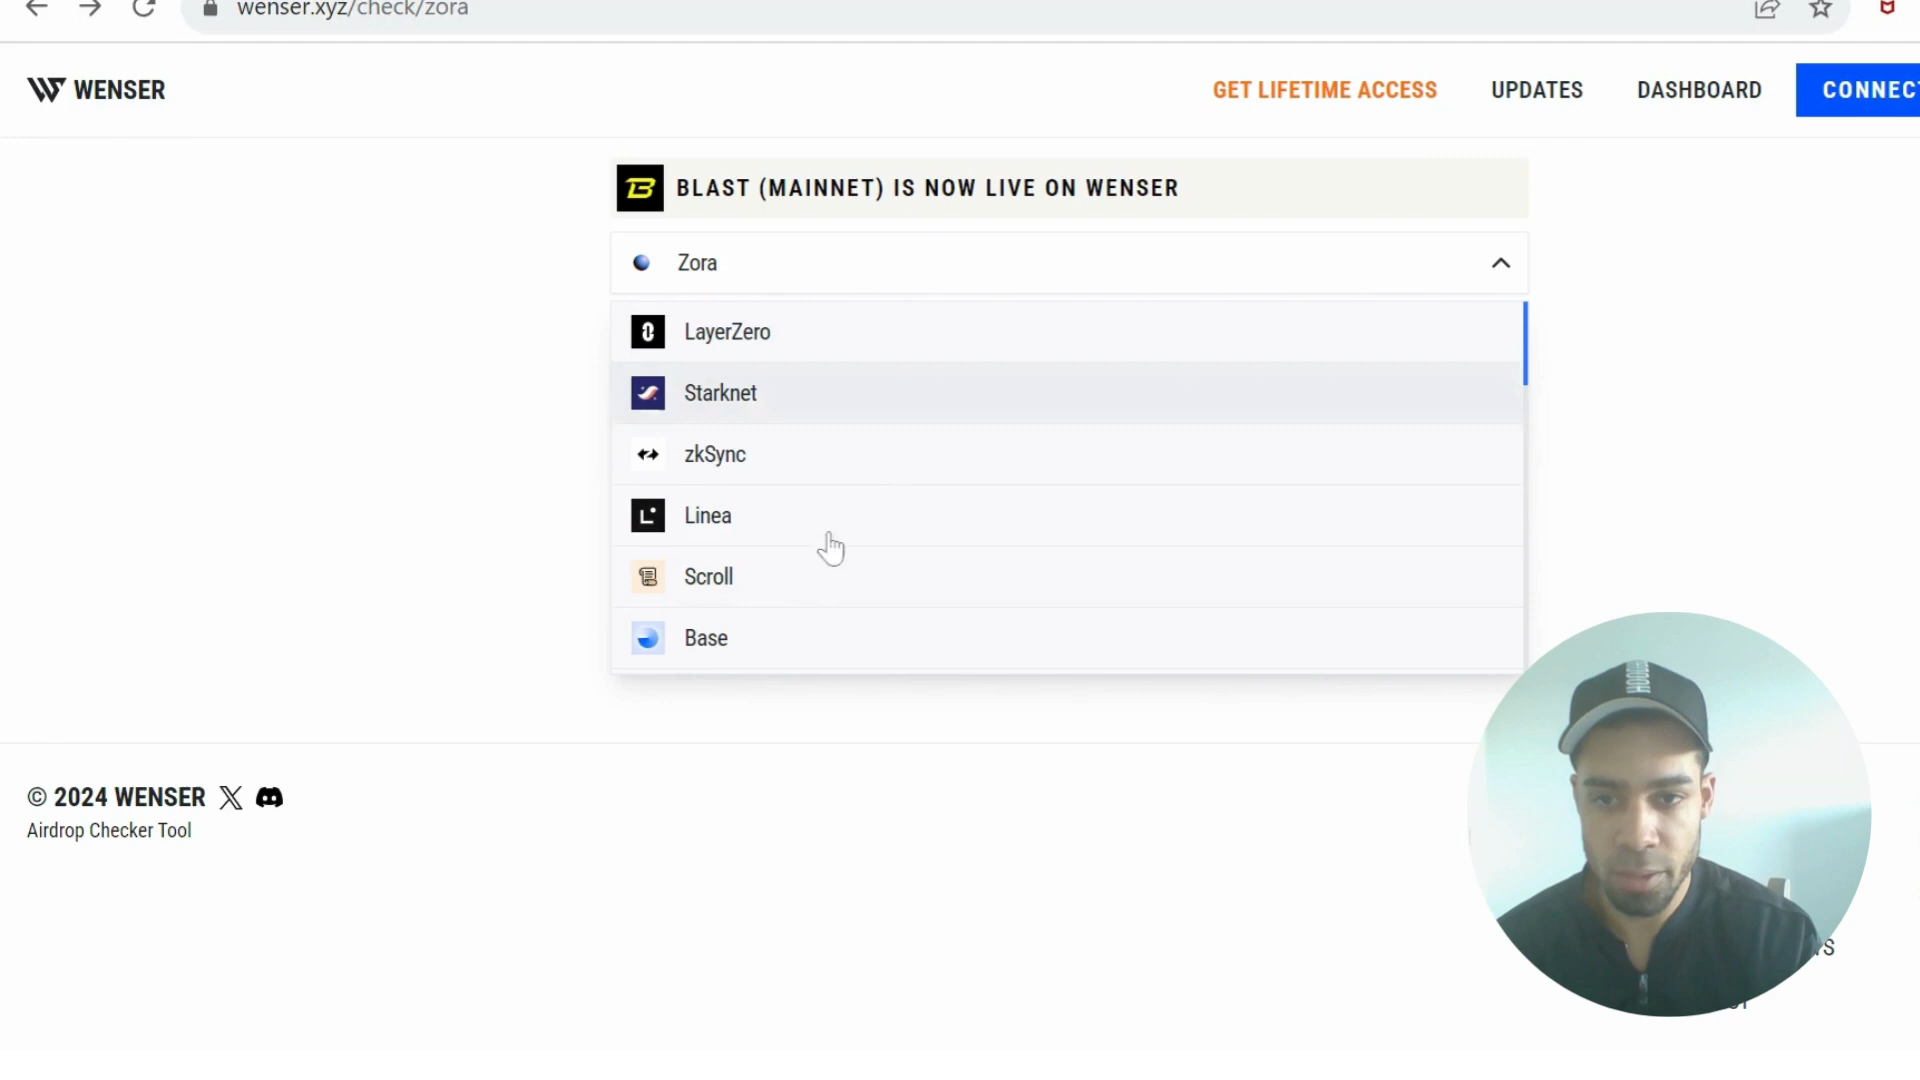 wenser.xyz/check/zora
WENSER
GET LIFETIME ACCESS
UPDATES
DASHBOARD
CONNECT
BLAST (MAINNET) IS NOW LIVE ON WENSER
Zora
LayerZero
Starknet
zkSync
Linea
Scroll
Base
© 2024 WENSER
Airdrop Checker Tool